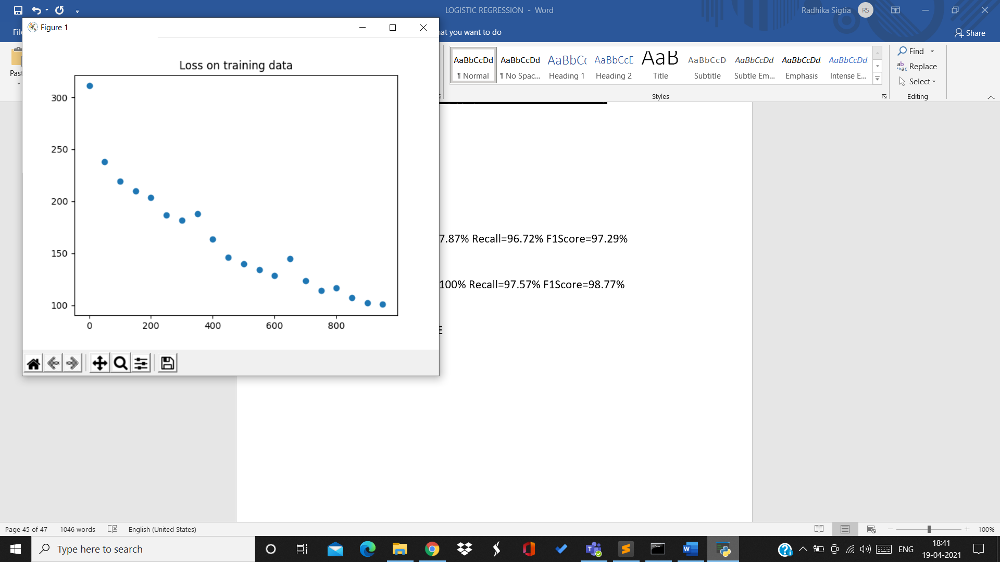 LOGISTIC REGRESSION - Word
Radhika Sigtia
RS
Figure 1
at you want to do
Share
Loss on training data
300
250
200
150
100
0 200 400 600 800
AaBbCcDd
¶ Normal
AaBbCcDd
¶ No Spac...
Heading 1
Heading 2
AaB
Title
AaBbCcD
Subtitle
AaBbCcDd
Subtle Em...
AaBbCcDd
Emphasis
AaBbCcDd
Intense E...
Styles
Find
Replace
Select
Editing
7.87% Recall=96.72% F1Score=97.29%
100% Recall=97.57% F1Score=98.77%
E
Page 45 of 47
1046 words
English (United States)
100%
Type here to search
ENG
18:41
19-04-2021